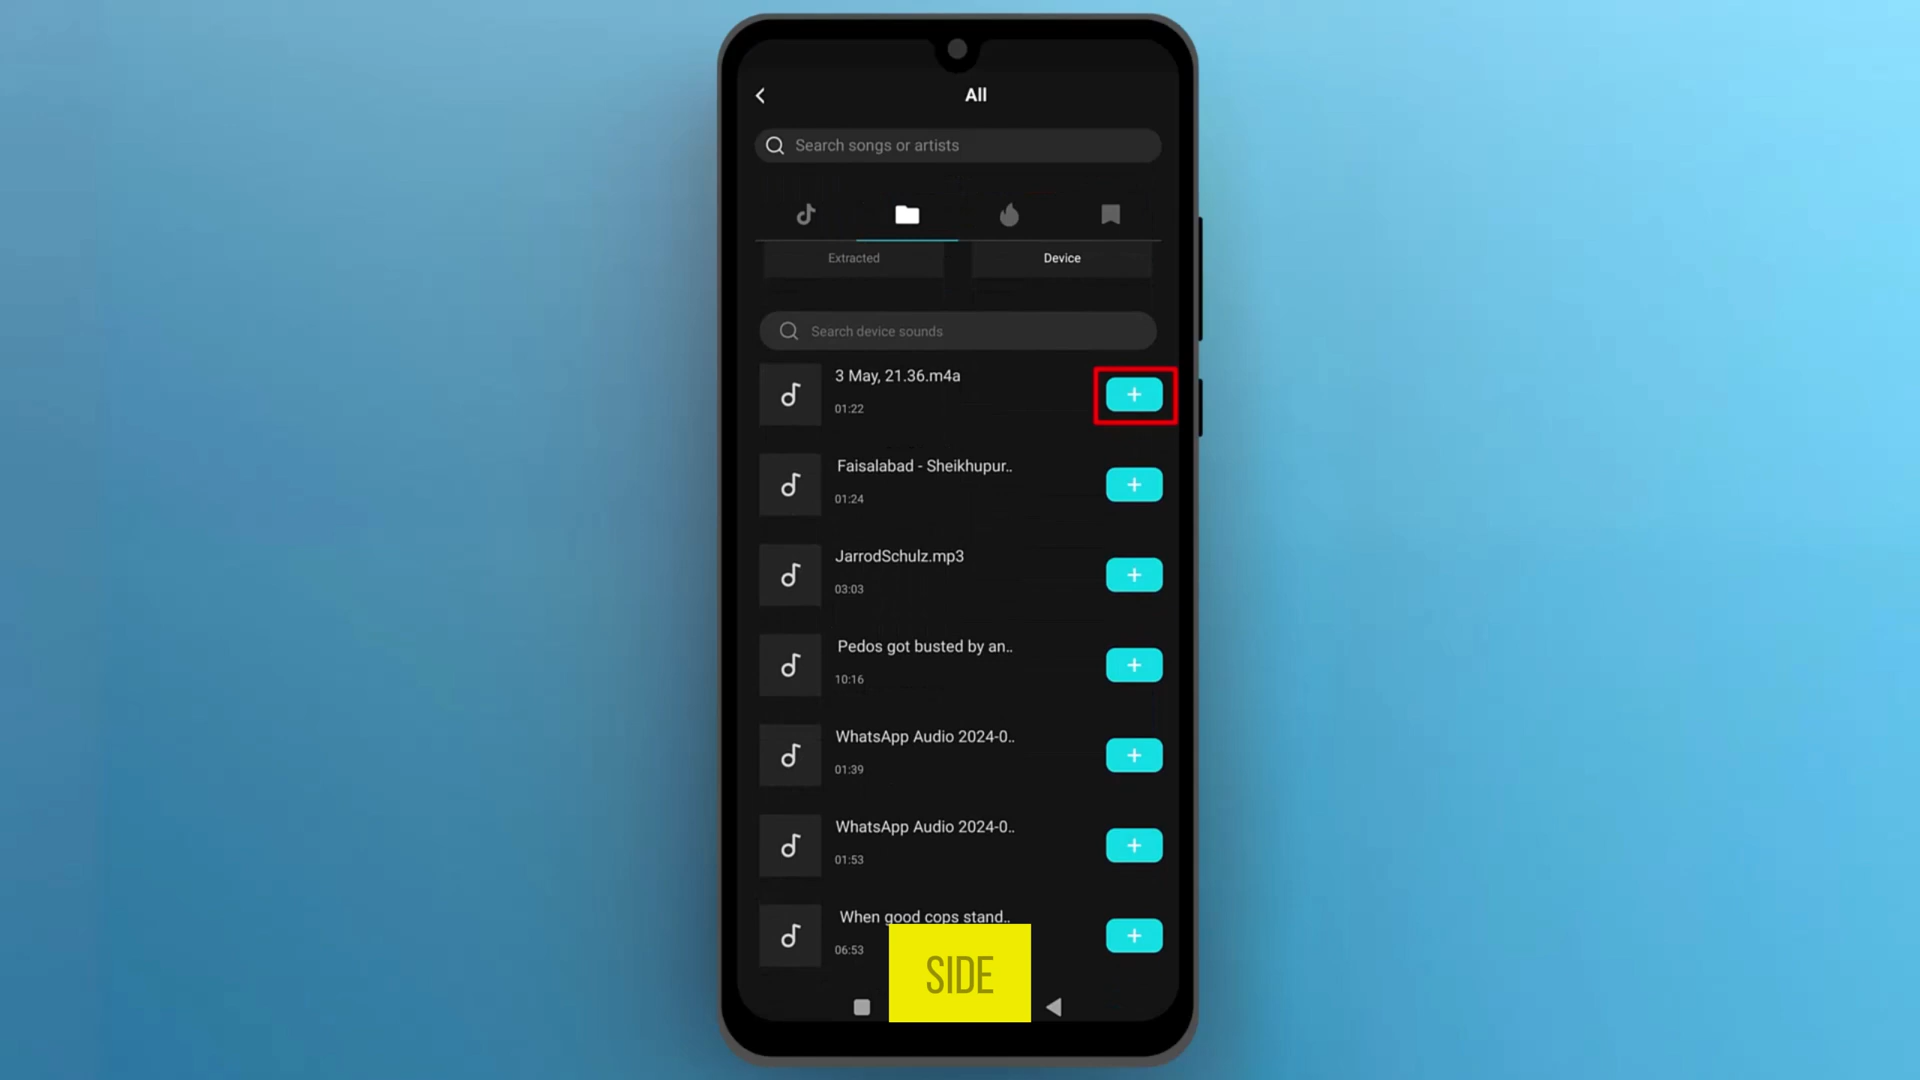 All
Search songs or artists
Extracted
Device
Search device sounds
3 May, 21.36.m4a
01:22
Faisalabad - Sheikhupur..
01:24
JarrodSchulz.mp3
03:03
Pedos got busted by an..
10:16
WhatsApp Audio 2024-0..
01:39
WhatsApp Audio 2024-0..
01:53
When good cops stand..
06:53
SIDE